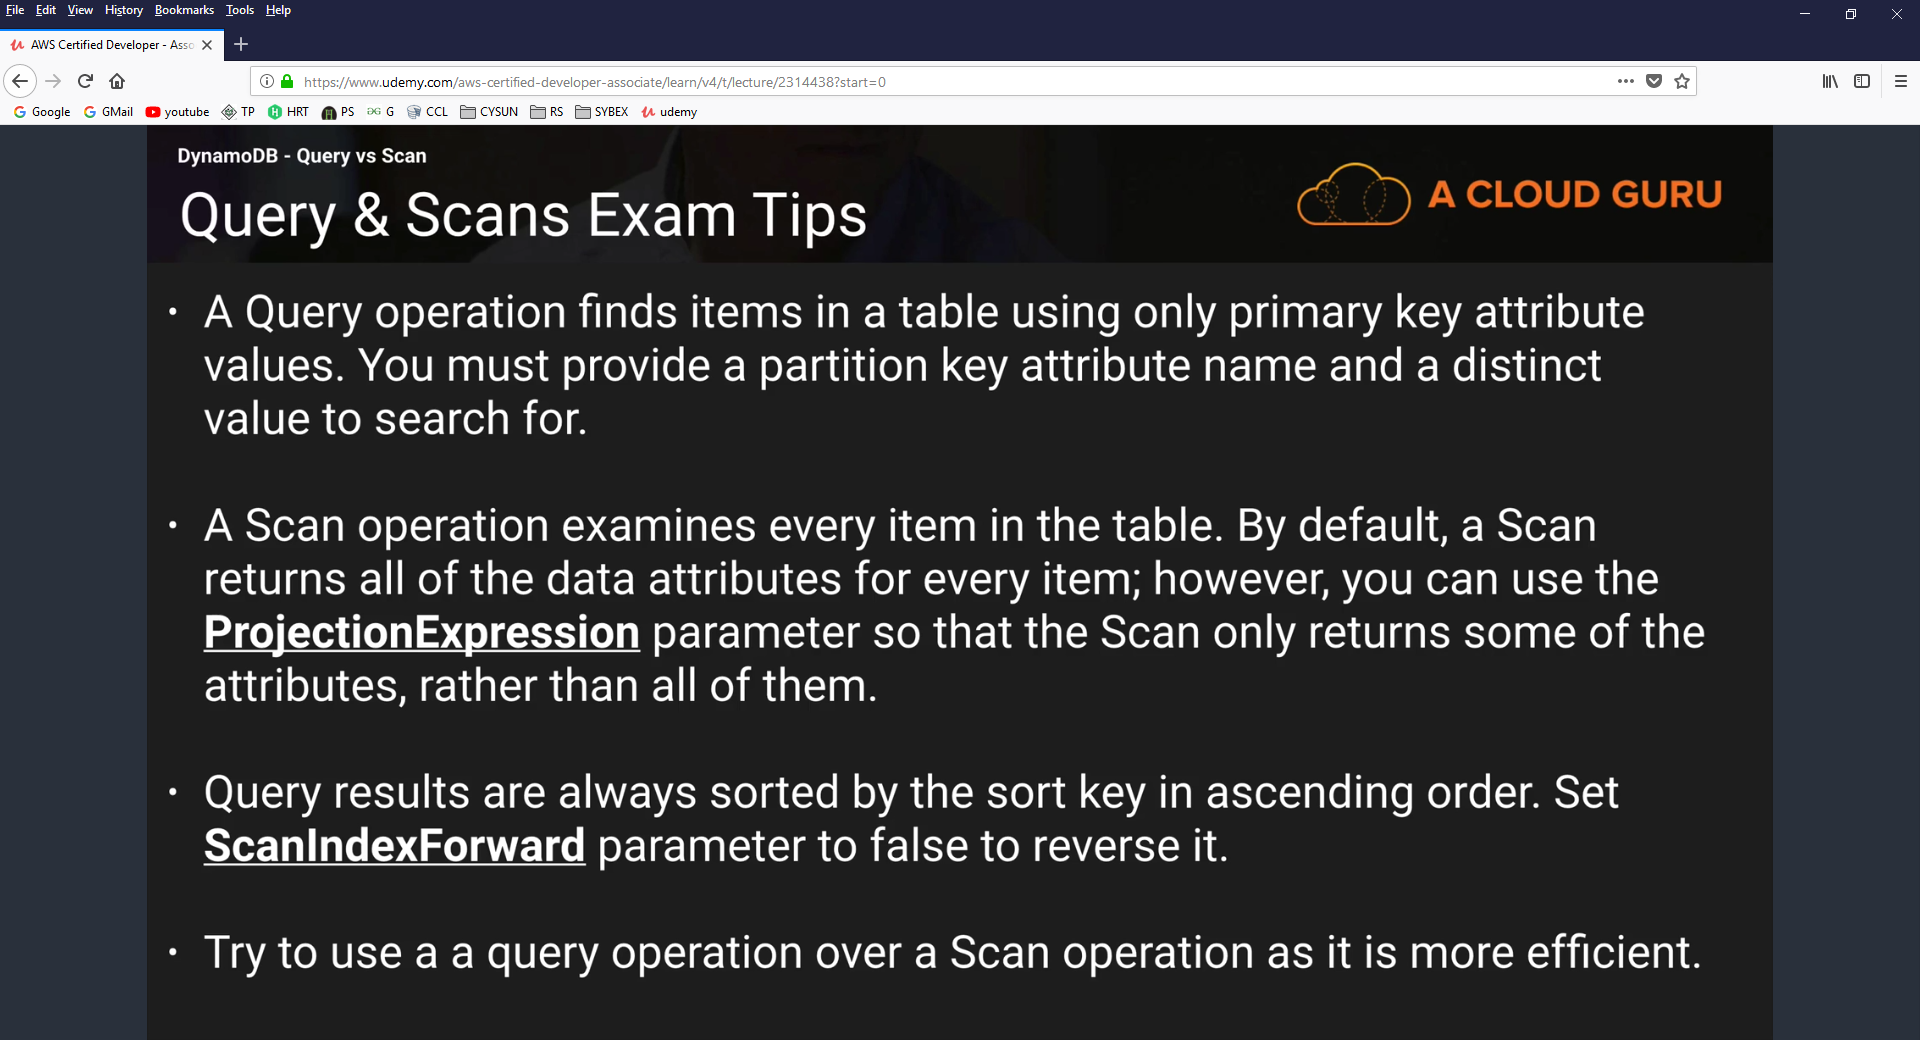 File Edit View History Bookmarks Tools Help
AWS Certified Developer - Asso
https://www.udemy.com/aws-certified-developer-associate/learn/v4/t/lecture/2314438?start=0
Google GMail youtube TP HRT PS G CCL CYSUN RS SYBEX udemy
DynamoDB - Query vs Scan
Query & Scans Exam Tips
A CLOUD GURU
• A Query operation finds items in a table using only primary key attribute
values. You must provide a partition key attribute name and a distinct
value to search for.
• A Scan operation examines every item in the table. By default, a Scan
returns all of the data attributes for every item; however, you can use the
ProjectionExpression parameter so that the Scan only returns some of the
attributes, rather than all of them.
• Query results are always sorted by the sort key in ascending order. Set
ScanIndexForward parameter to false to reverse it.
• Try to use a a query operation over a Scan operation as it is more efficient.